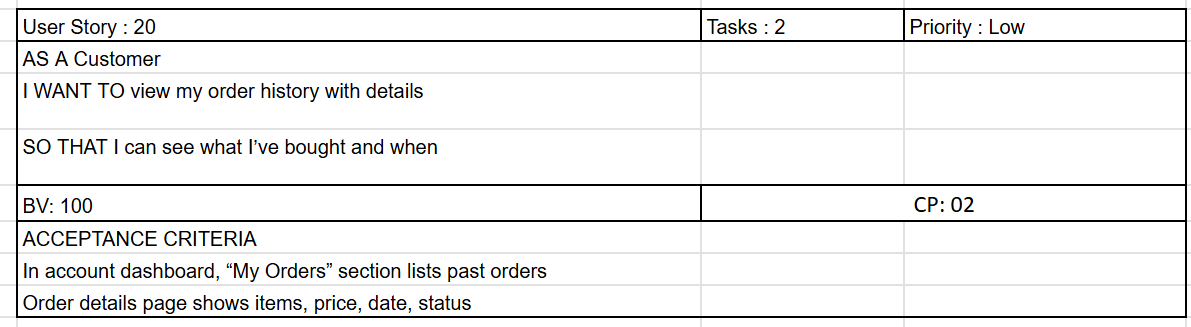 User Story : 20 Tasks : 2 Priority : Low
AS A Customer
I WANT TO view my order history with details
SO THAT I can see what I’ve bought and when
BV: 100 CP: 02
ACCEPTANCE CRITERIA
In account dashboard, “My Orders” section lists past orders
Order details page shows items, price, date, status